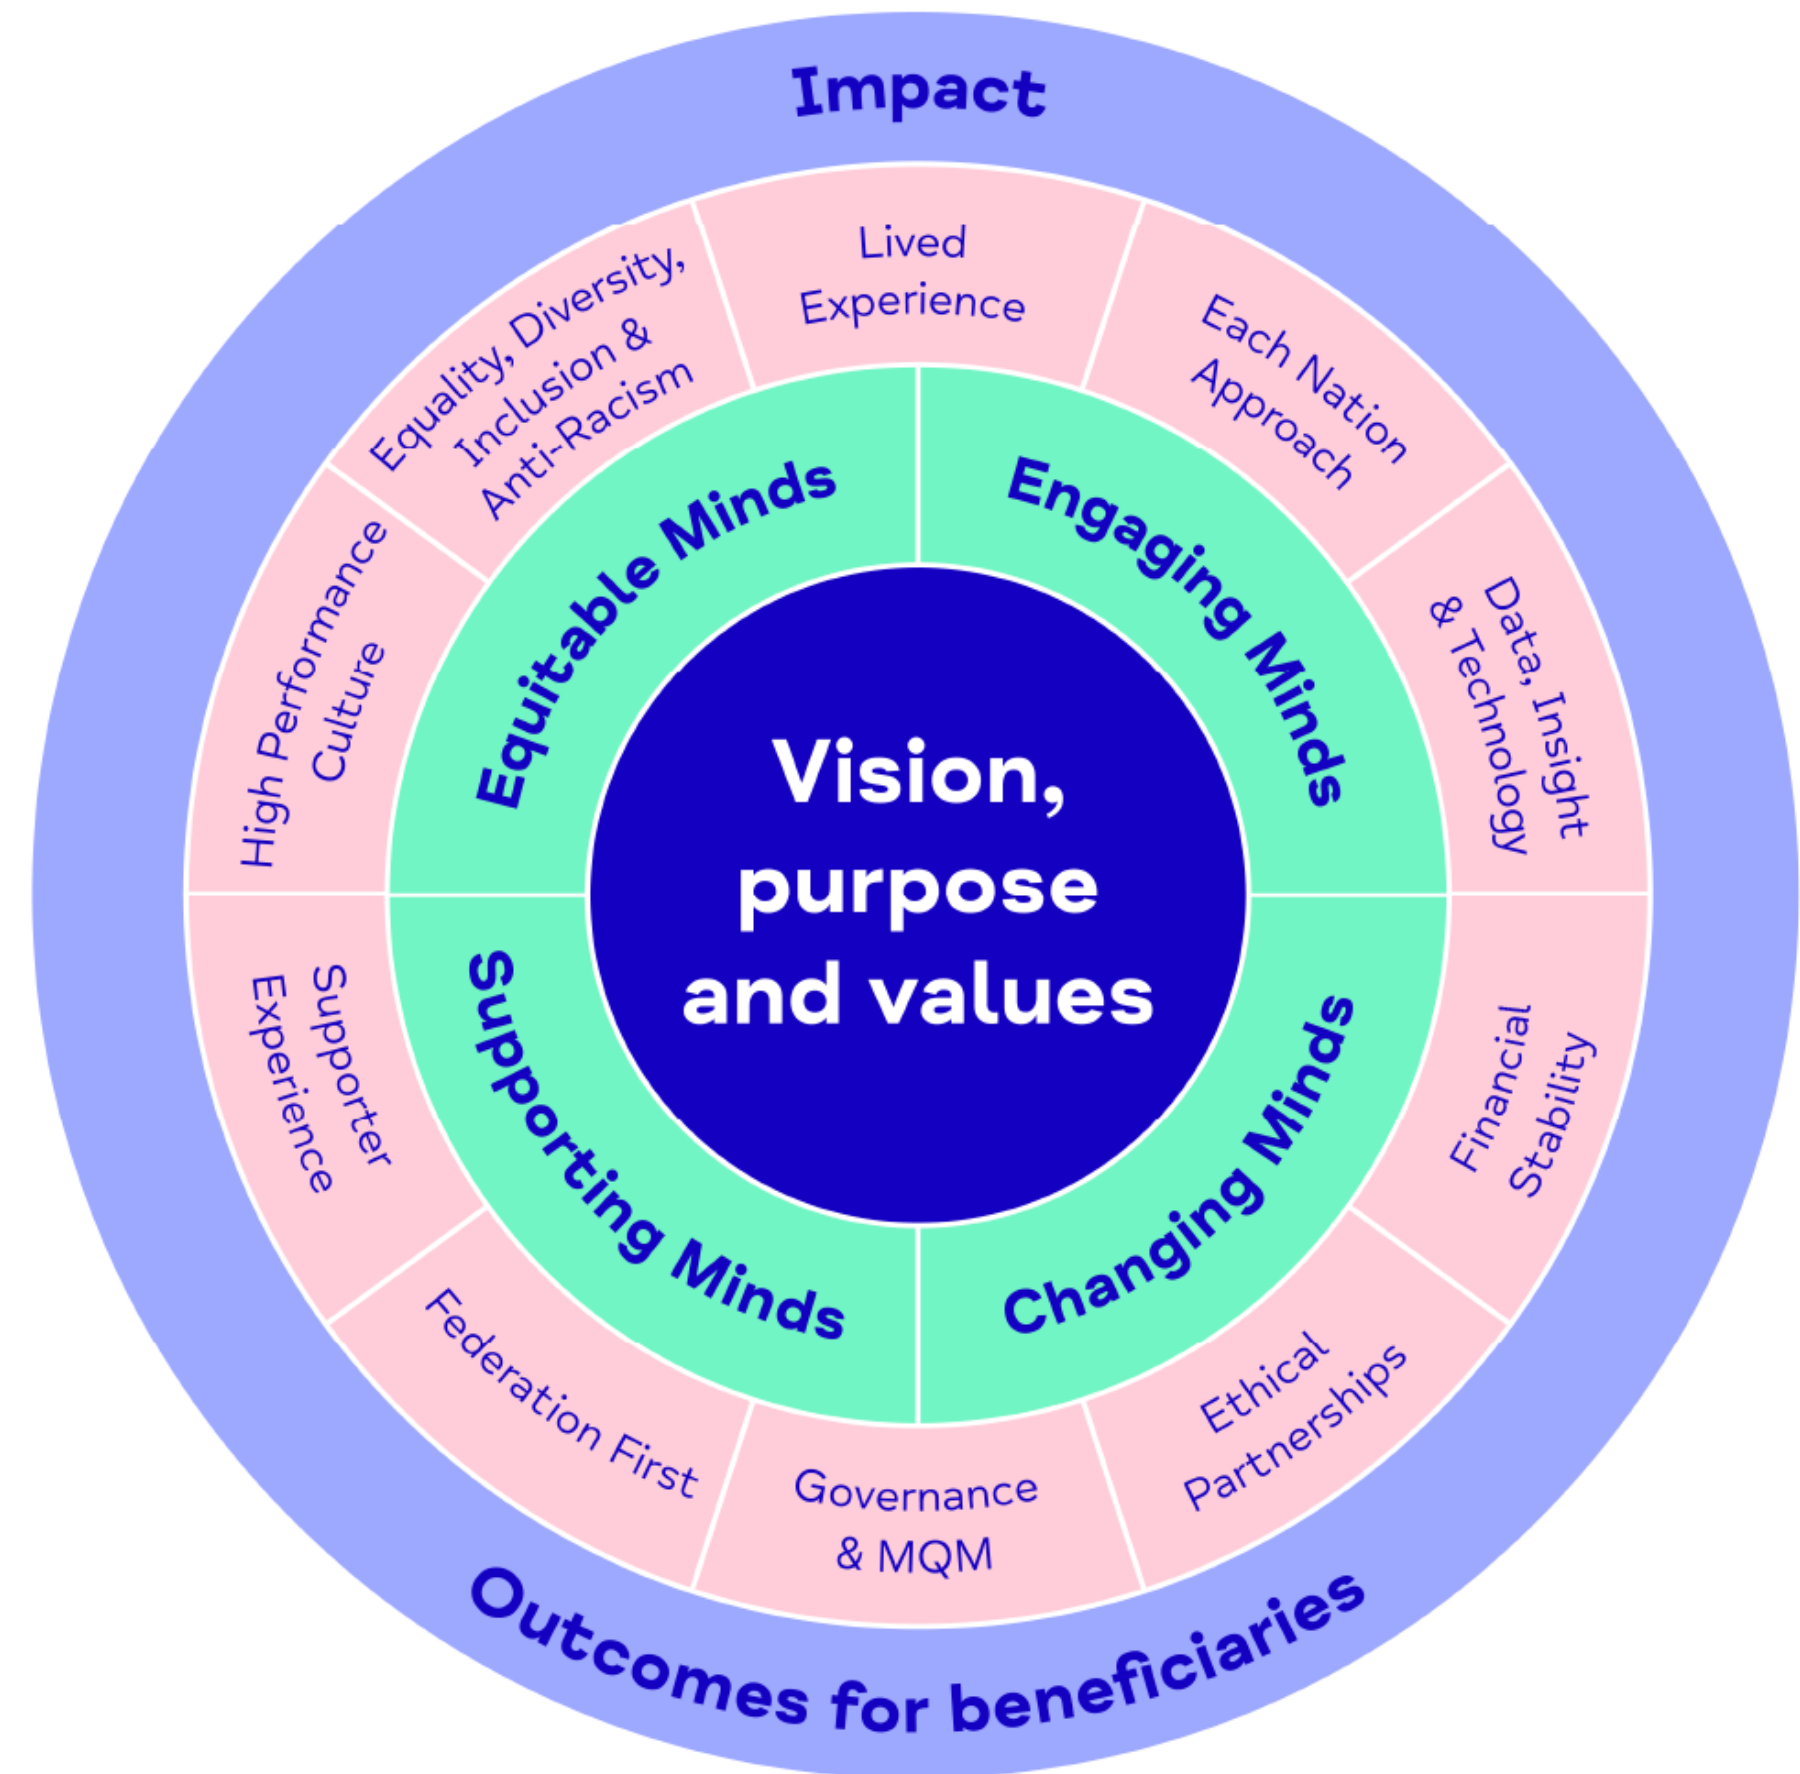 Impact
Lived
Experience
Each Nation
Approach
Data, Insight
& Technology
Financial
Stability
Ethical
Partnerships
Governance
& MQM
Federation First
Supporter
Experience
High Performance
Culture
Equality, Diversity,
Inclusion &
Anti-Racism
Equitable Minds
Engaging Minds
Changing Minds
Supporting Minds
Vision,
purpose
and values
Outcomes for beneficiaries